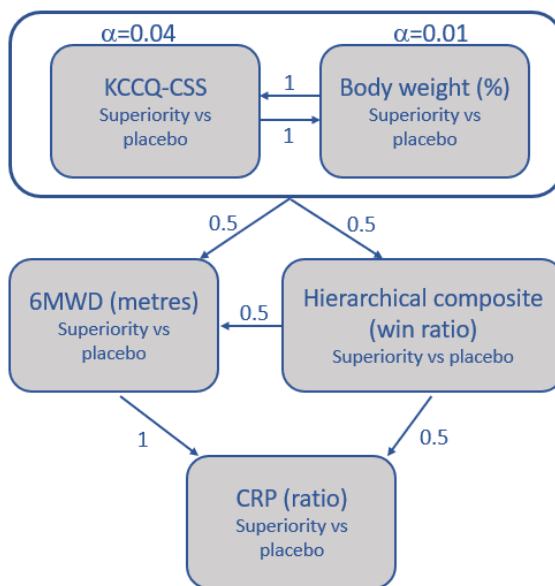 α=0.04
α=0.01
KCCQ-CSS
Superiority vs
placebo
1
1
Body weight (%)
Superiority vs
placebo
0.5
0.5
6MWD (metres)
Superiority vs
placebo
0.5
Hierarchical composite
(win ratio)
Superiority vs placebo
1
0.5
CRP (ratio)
Superiority vs
placebo